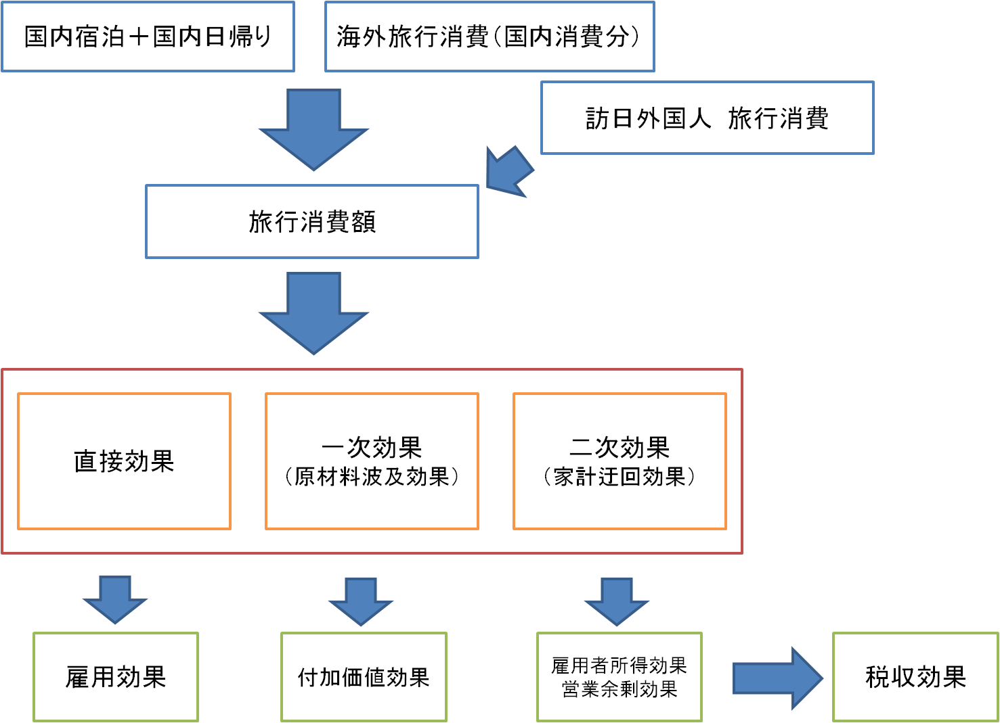 国内宿泊＋国内日帰り
海外旅行消費（国内消費分）
訪日外国人　旅行消費
旅行消費額
直接効果
一次効果
（原材料波及効果）
二次効果
（家計迂回効果）
雇用効果
付加価値効果
雇用者所得効果
営業余剰効果
税収効果